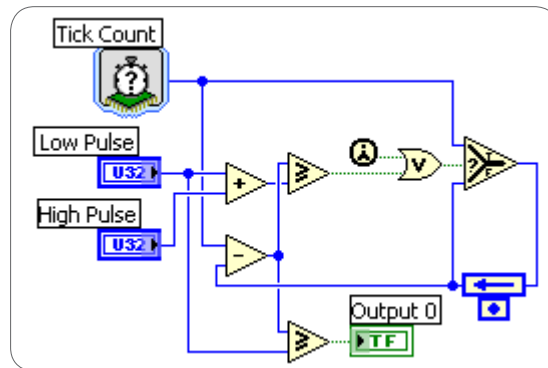 Tick Count
?
Low Pulse
U32
High Pulse
U32
+
≥
V
?
T
F
-
≥
Output 0
TF